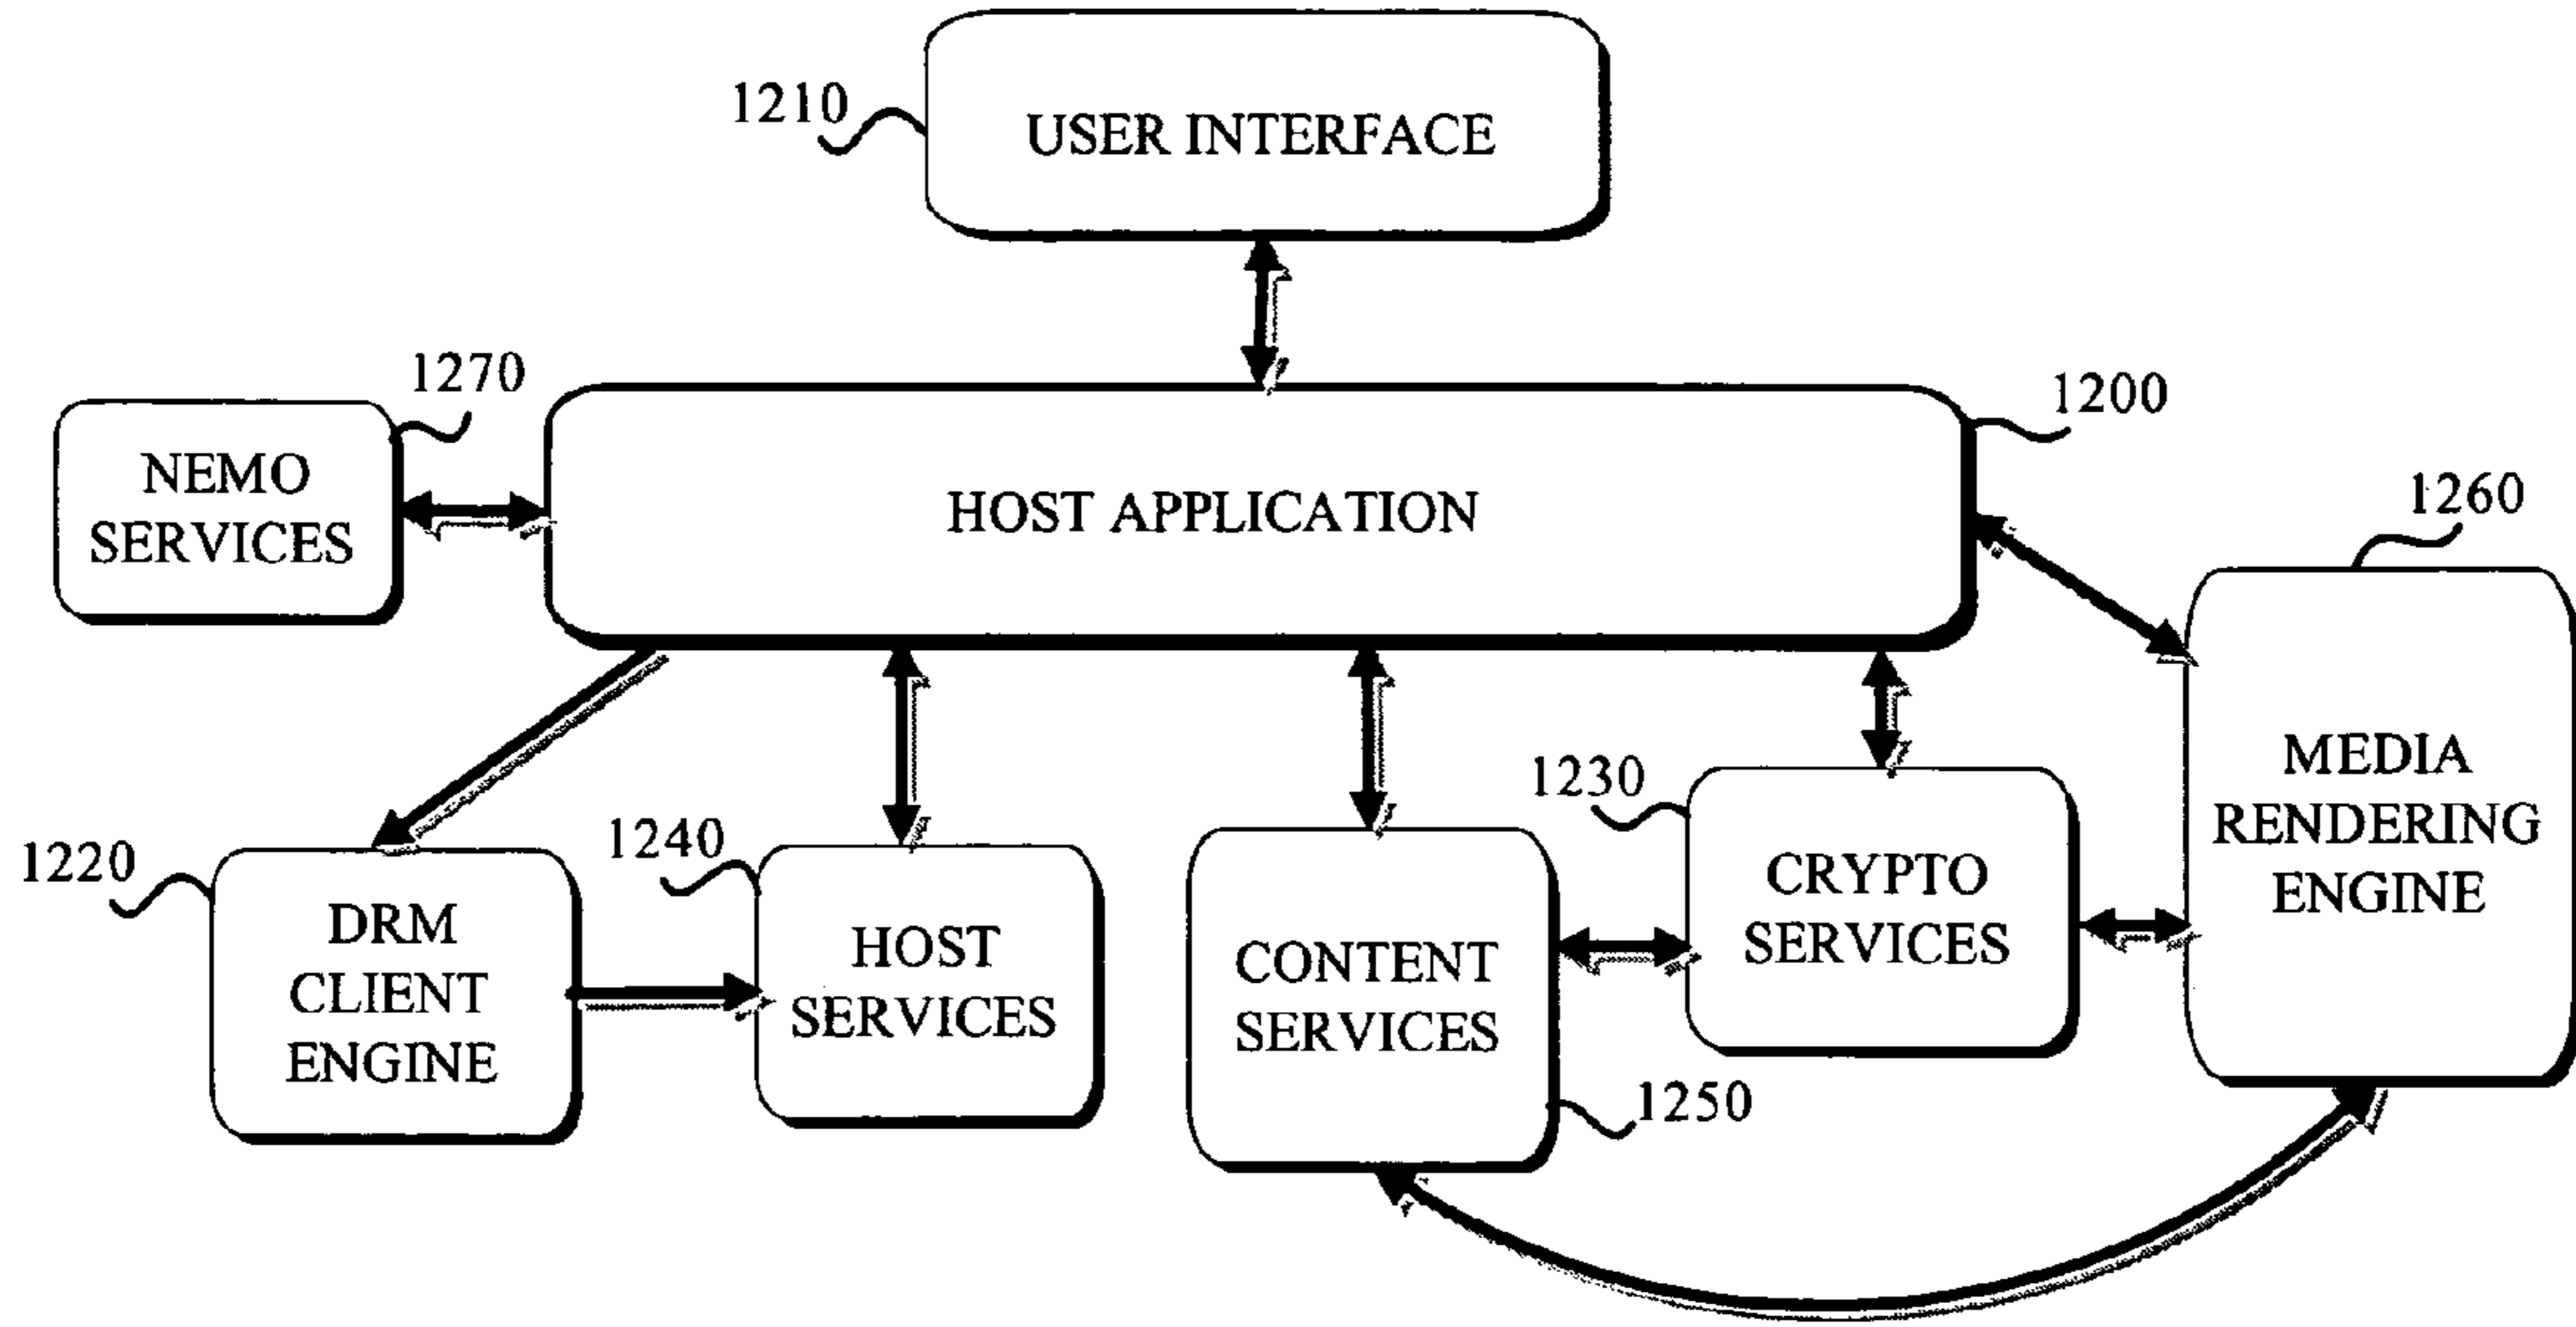 1210
USER INTERFACE
1270
NEMO
SERVICES
1200
HOST APPLICATION
1260
MEDIA
RENDERING
ENGINE
1220
DRM
CLIENT
ENGINE
1240
HOST
SERVICES
CONTENT
SERVICES
1250
1230
CRYPTO
SERVICES